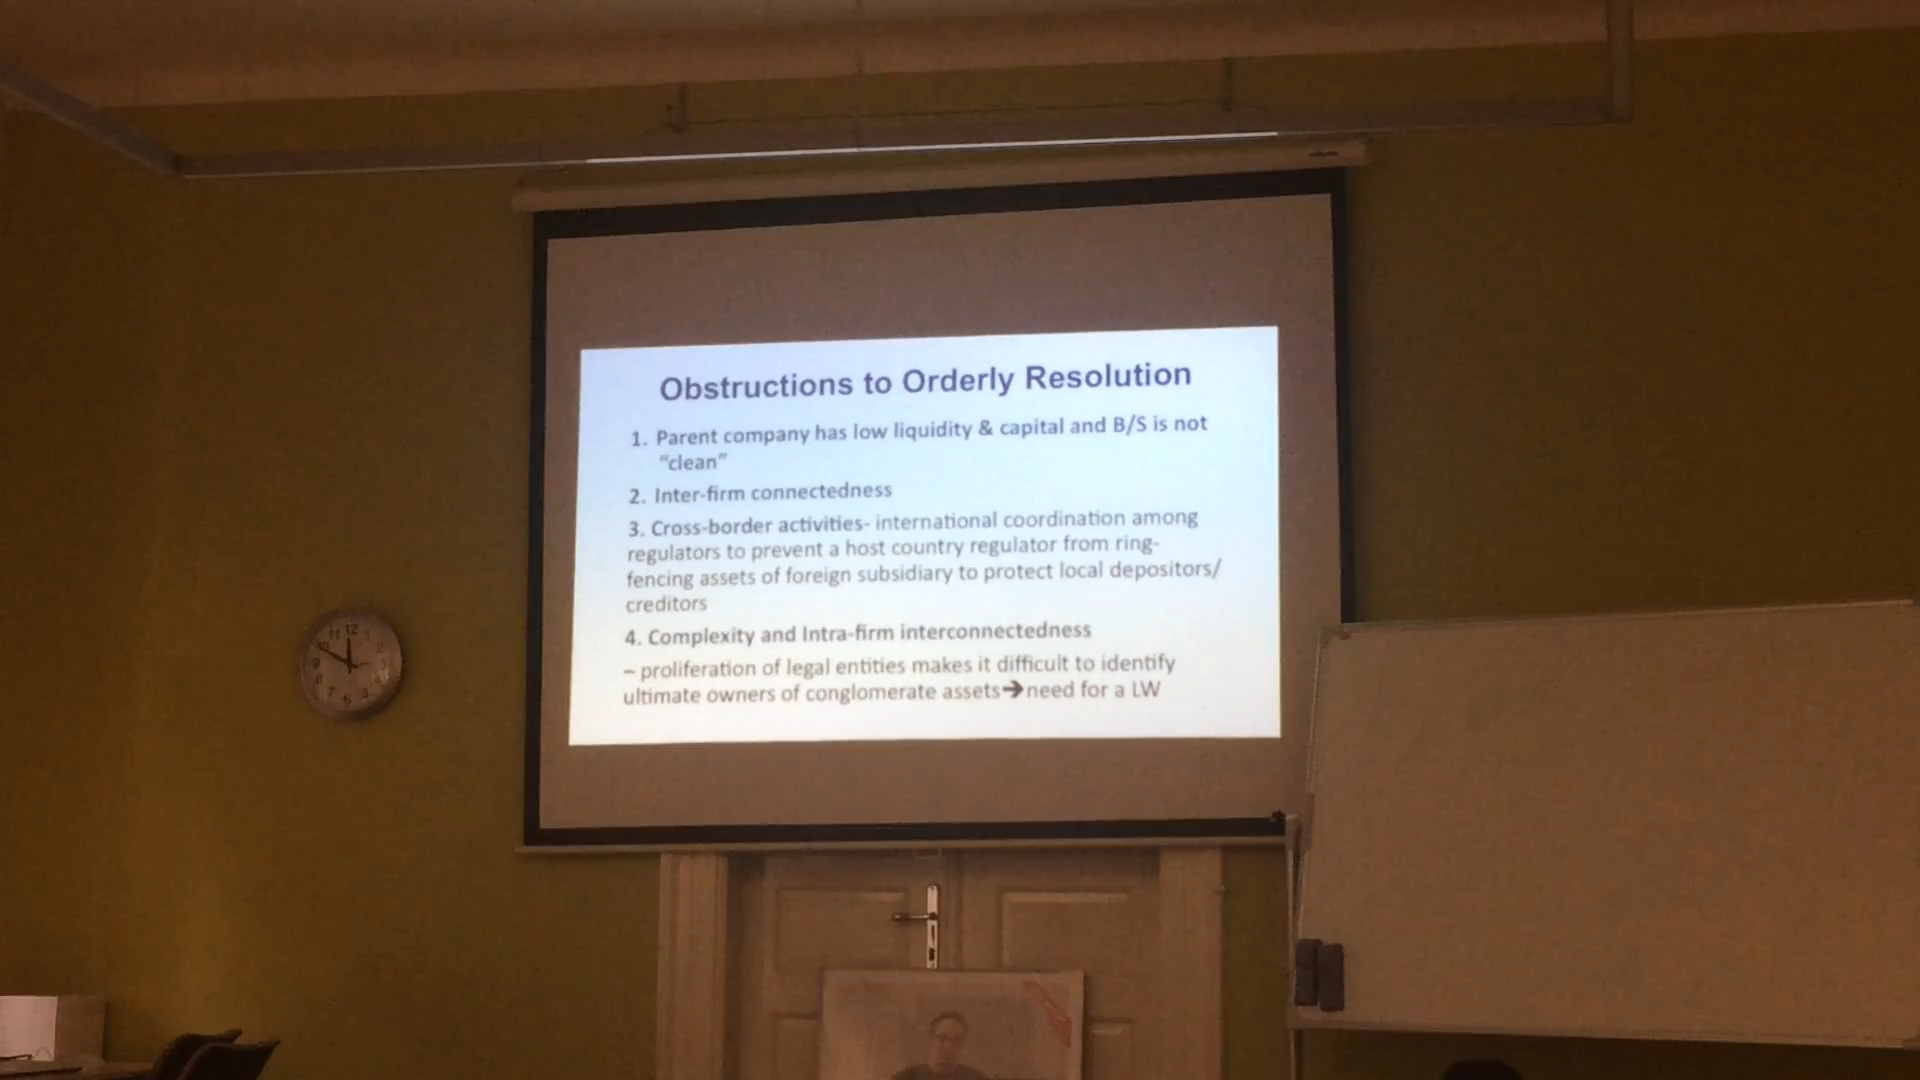 Obstructions to Orderly Resolution
1. Parent company has low liquidity & capital and B/S is not
“clean”
2. Inter-firm connectedness
3. Cross-border activities- international coordination among
regulators to prevent a host country regulator from ring-
fencing assets of foreign subsidiary to protect local depositors/
creditors
4. Complexity and Intra-firm interconnectedness
– proliferation of legal entities makes it difficult to identify
ultimate owners of conglomerate assets➔need for a LW